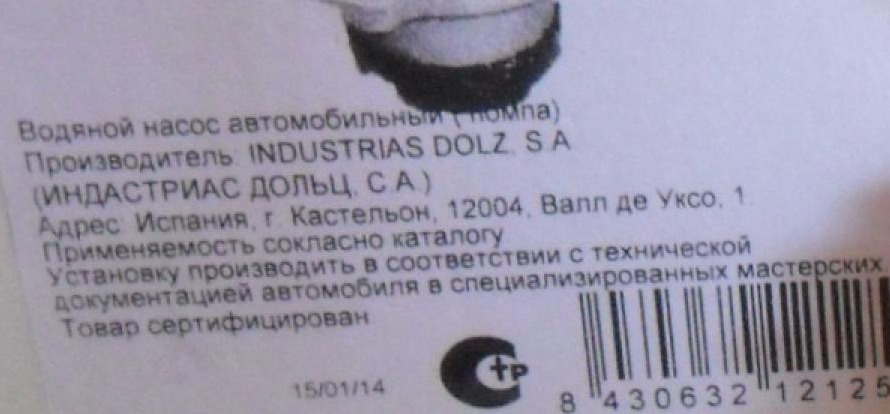 Водяной насос автомобильный (помпа)
Производитель: INDUSTRIAS DOLZ, S.A
(ИНДАСТРИАС ДОЛЬЦ, С.А.)
Адрес: Испания, г. Кастельон, 12004, Валл де Уксо, 1.
Применяемость согласно каталогу
Установку производить в соответствии с технической
документацией автомобиля в специализированных мастерских.
Товар сертифицирован
15/01/14
8 430632 12125